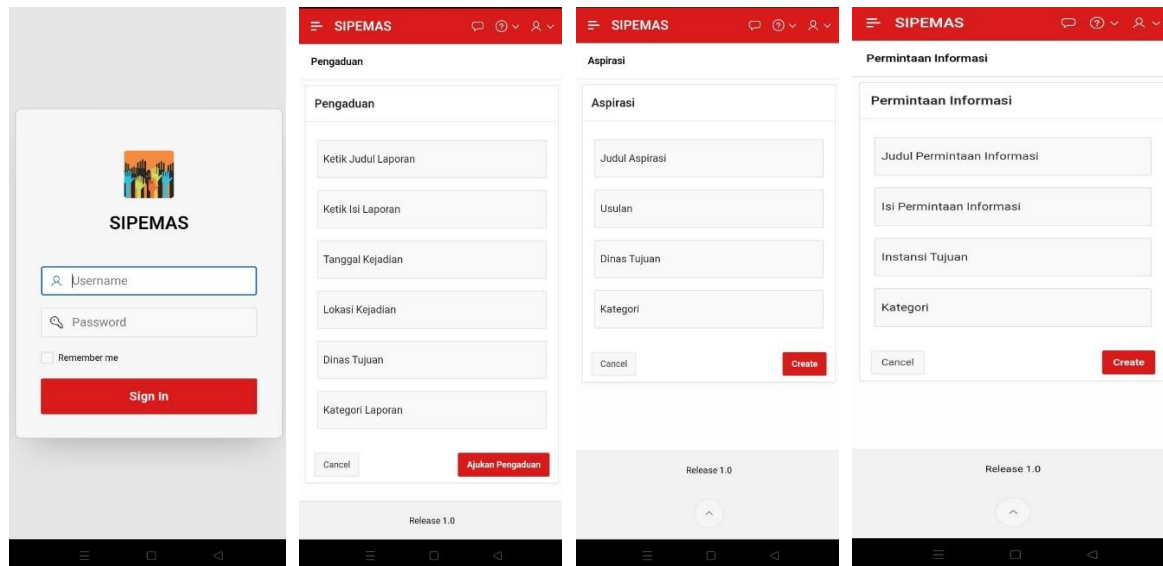 SIPEMAS
Username
Password
Remember me
Sign In
SIPEMAS
Pengaduan
Pengaduan
Ketik Judul Laporan
Ketik Isi Laporan
Tanggal Kejadian
Lokasi Kejadian
Dinas Tujuan
Kategori Laporan
Cancel
Ajukan Pengaduan
Release 1.0
SIPEMAS
Aspirasi
Aspirasi
Judul Aspirasi
Usulan
Dinas Tujuan
Kategori
Cancel
Create
Release 1.0
SIPEMAS
Permintaan Informasi
Permintaan Informasi
Judul Permintaan Informasi
Isi Permintaan Informasi
Instansi Tujuan
Kategori
Cancel
Create
Release 1.0